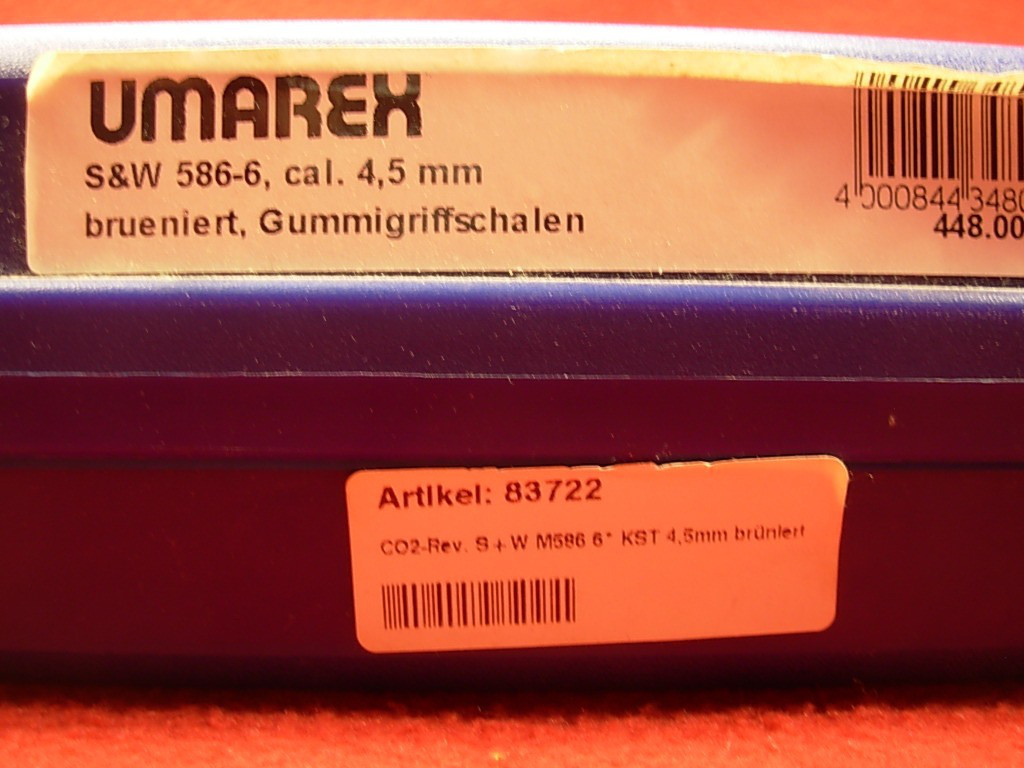 UMAREX
S&W 586-6, cal. 4,5 mm
brueniert, Gummigriffschalen
4 000844 3480
448.00
Artikel: 83722
CO2-Rev. S+W M586 6" KST 4,5mm brüniert